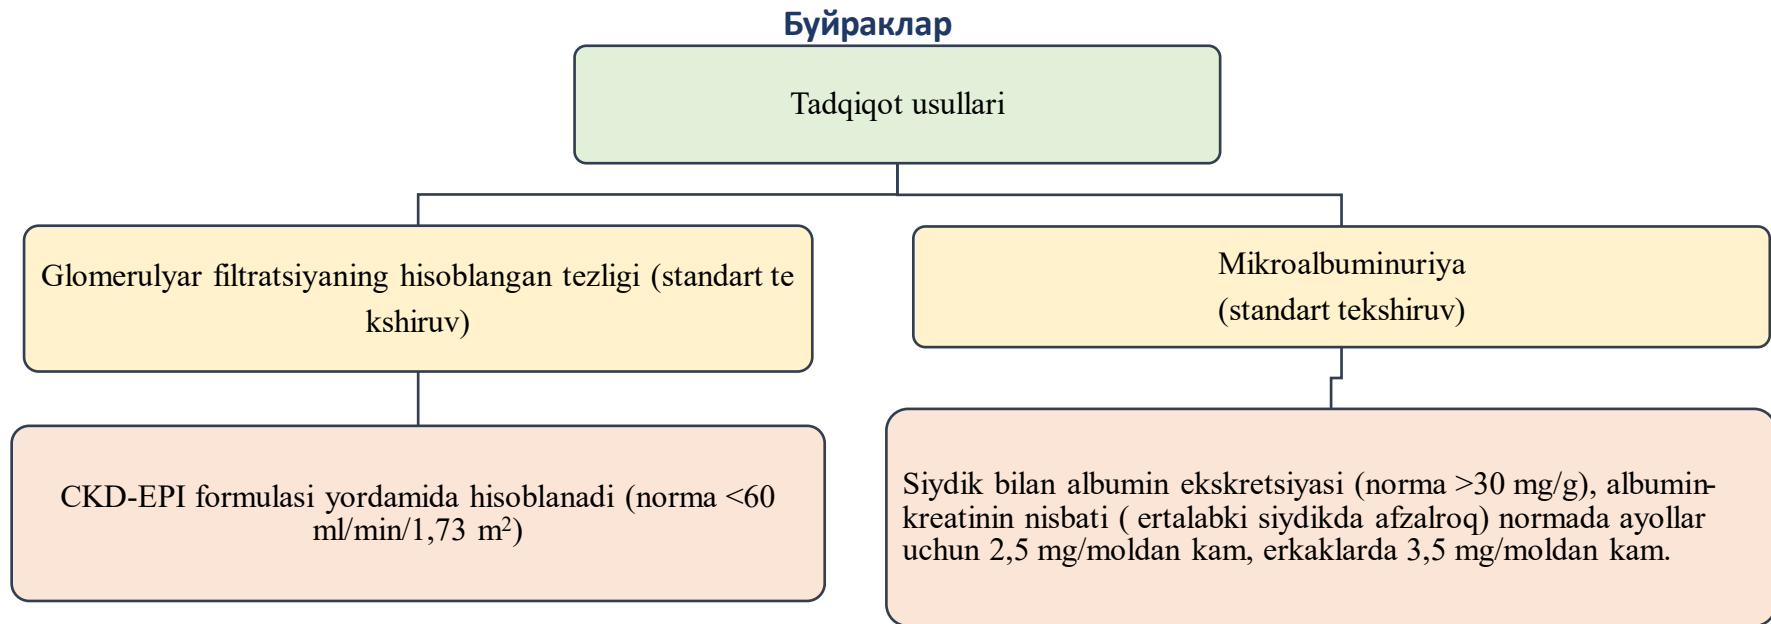 Буйраклар
Tadqiqot usullari
Glomerulyar filtratsiyaning hisoblangan tezligi (standart te
kshiruv)
Mikroalbuminuriya
(standart tekshiruv)
CKD-EPI formulasi yordamida hisoblanadi (norma <60
ml/min/1,73 m²)
Siydik bilan albumin ekskretsiyasi (norma >30 mg/g), albumin-
kreatinin nisbati ( ertalabki siydikda afzalroq) normada ayollar
uchun 2,5 mg/moldan kam, erkaklarda 3,5 mg/moldan kam.